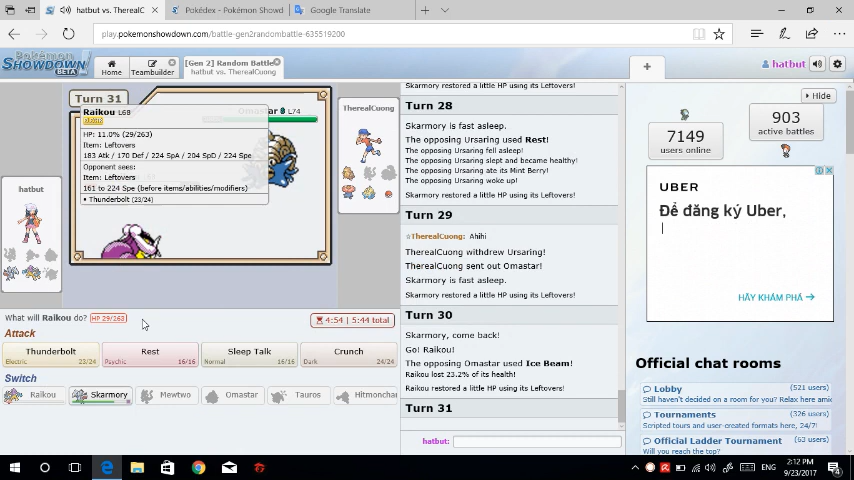 hatbut vs. TherealC
Pokédex - Pokémon Showd
Google Translate
play.pokemonshowdown.com/battle-gen2randombattle-635519200
Pokémon
SHOWDOWN
BETA
Home
Teambuilder
[Gen 2] Random Battle
hatbut vs. TherealCuong
hatbut
Turn 31
Raikou L68
HP: 11.0% (29/263)
Item: Leftovers
183 Atk / 170 Def / 224 SpA / 204 SpD / 224 Spe
Opponent sees:
Item: Leftovers
161 to 224 Spe (before items/abilities/modifiers)
• Thunderbolt (23/24)
Omastar L74
hatbut
TherealCuong
What will Raikou do? HP 29/263
4:54 | 5:44 total
Attack
Thunderbolt
Electric 23/24
Rest
Psychic 16/16
Sleep Talk
Normal 16/16
Crunch
Dark 24/24
Switch
Raikou
Skarmory
Mewtwo
Omastar
Tauros
Hitmonchan
Skarmory restored a little HP using its Leftovers!
Turn 28
Skarmory is fast asleep.
The opposing Ursaring used Rest!
The opposing Ursaring fell asleep!
The opposing Ursaring slept and became healthy!
The opposing Ursaring ate its Mint Berry!
The opposing Ursaring woke up!
Skarmory restored a little HP using its Leftovers!
Turn 29
☆TherealCuong: Ahihi
TherealCuong withdrew Ursaring!
TherealCuong sent out Omastar!
Skarmory is fast asleep.
Skarmory restored a little HP using its Leftovers!
Turn 30
Skarmory, come back!
Go! Raikou!
The opposing Omastar used Ice Beam!
Raikou lost 23.2% of its health!
Raikou restored a little HP using its Leftovers!
Turn 31
hatbut:
Hide
7149
users online
903
active battles
UBER
Để đăng ký Uber,
HÃY KHÁM PHÁ
Official chat rooms
Lobby (521 users)
Still haven't decided on a room for you? Relax here amid
Tournaments (326 users)
Scripted tours and user-created formats here, 24/7!
Official Ladder Tournament (63 users)
Will you reach the top?
ENG
2:12 PM
9/23/2017
4